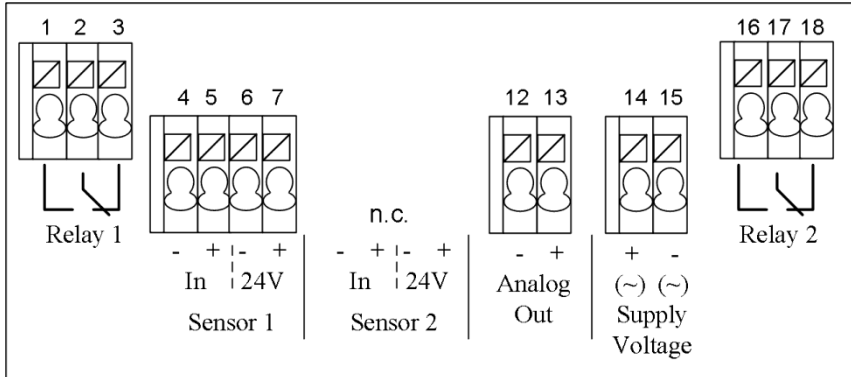 1 2 3
16 17 18
4 5 6 7
12 13
14 15
Relay 1
n.c.
Relay 2
- + - +
- + - +
- +
+ -
In 24V
In 24V
Analog
Out
(~) (~)
Supply
Voltage
Sensor 1
Sensor 2